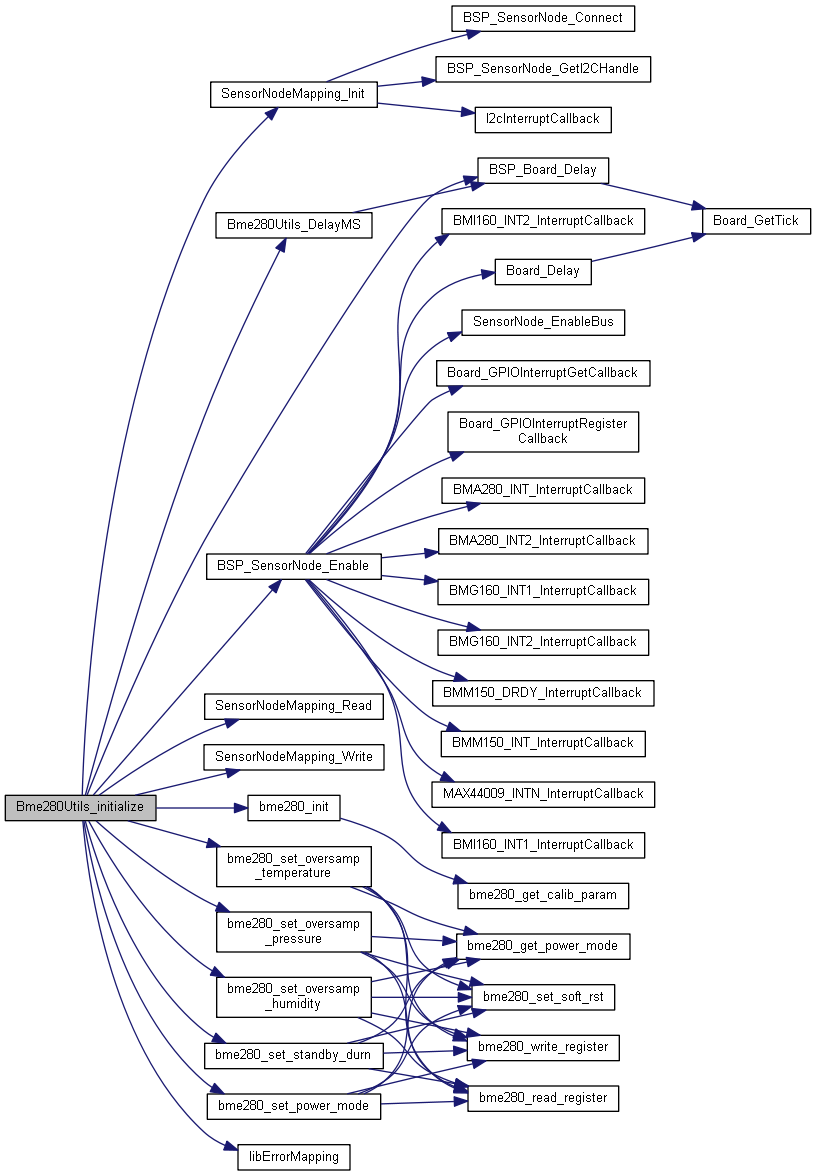 BSP_SensorNode_Connect
BSP_SensorNode_GetI2CHandle
SensorNodeMapping_Init
I2cInterruptCallback
BSP_Board_Delay
Bme280Utils_DelayMS
BMI160_INT2_InterruptCallback
Board_GetTick
Board_Delay
SensorNode_EnableBus
Board_GPIOInterruptGetCallback
Board_GPIOInterruptRegister
Callback
BMA280_INT_InterruptCallback
BMA280_INT2_InterruptCallback
BSP_SensorNode_Enable
BMG160_INT1_InterruptCallback
BMG160_INT2_InterruptCallback
BMM150_DRDY_InterruptCallback
SensorNodeMapping_Read
BMM150_INT_InterruptCallback
SensorNodeMapping_Write
MAX44009_INTN_InterruptCallback
Bme280Utils_initialize
bme280_init
BMI160_INT1_InterruptCallback
bme280_set_oversamp
_temperature
bme280_get_calib_param
bme280_set_oversamp
_pressure
bme280_get_power_mode
bme280_set_oversamp
_humidity
bme280_set_soft_rst
bme280_set_standby_durn
bme280_write_register
bme280_set_power_mode
bme280_read_register
libErrorMapping